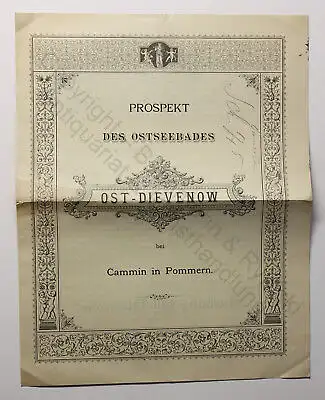 PROSPEKT
DES OSTSEEBADES
OST-DIEVENOW
bei
Cammin in Pommern.